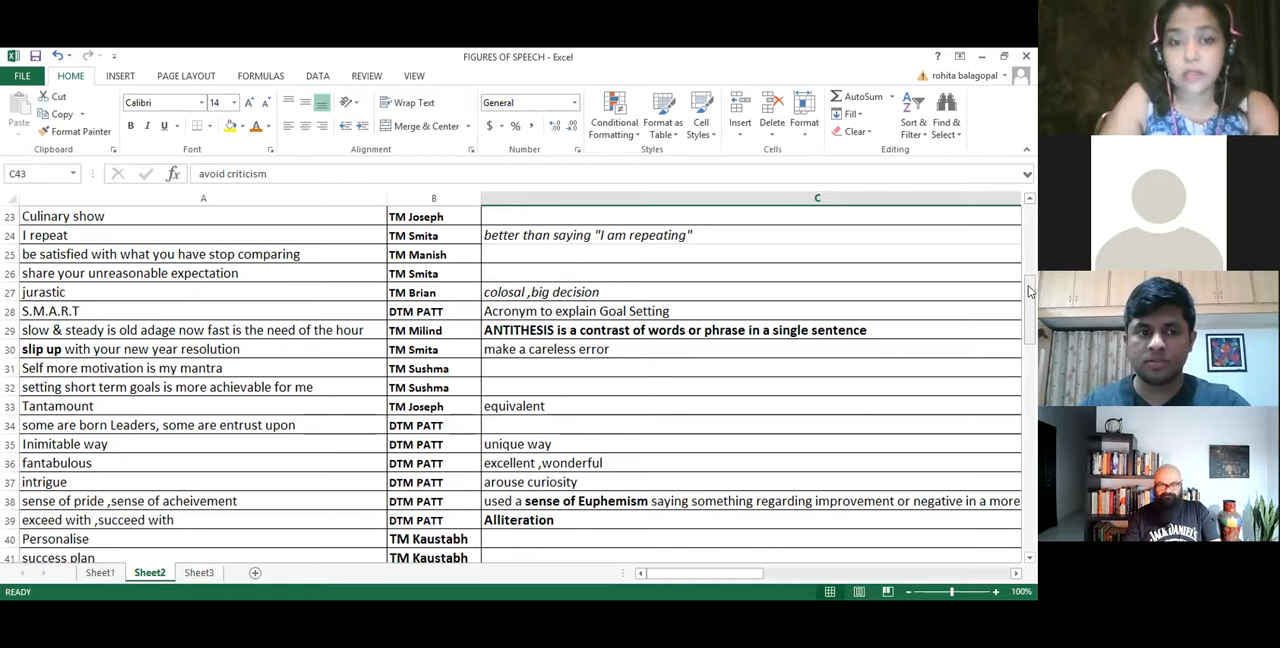 FIGURES OF SPEECH - Excel
FILE HOME INSERT PAGE LAYOUT FORMULAS DATA REVIEW VIEW
rohita balagopal
Cut
Copy
Format Painter
Paste
Clipboard
Calibri 14
B I U
Font
Wrap Text
Merge & Center
Alignment
General
$ % ,
Number
Conditional Formatting
Format as Table
Cell Styles
Styles
Insert Delete Format
Cells
AutoSum
Fill
Clear
Sort & Filter
Find & Select
Editing
C43 fx avoid criticism
A B C
23 Culinary show TM Joseph
24 I repeat TM Smita better than saying "I am repeating"
25 be satisfied with what you have stop comparing TM Manish
26 share your unreasonable expectation TM Smita
27 jurastic TM Brian colosal ,big decision
28 S.M.A.R.T DTM PATT Acronym to explain Goal Setting
29 slow & steady is old adage now fast is the need of the hour TM Milind ANTITHESIS is a contrast of words or phrase in a single sentence
30 slip up with your new year resolution TM Smita make a careless error
31 Self more motivation is my mantra TM Sushma
32 setting short term goals is more achievable for me TM Sushma
33 Tantamount TM Joseph equivalent
34 some are born Leaders, some are entrust upon DTM PATT
35 Inimitable way DTM PATT unique way
36 fantabulous DTM PATT excellent ,wonderful
37 intrigue DTM PATT arouse curiosity
38 sense of pride ,sense of acheivement DTM PATT used a sense of Euphemism saying something regarding improvement or negative in a more
39 exceed with ,succeed with DTM PATT Alliteration
40 Personalise TM Kaustabh
41 success plan TM Kaustabh
Sheet1 Sheet2 Sheet3
READY 100%
JACK DANIEL'S